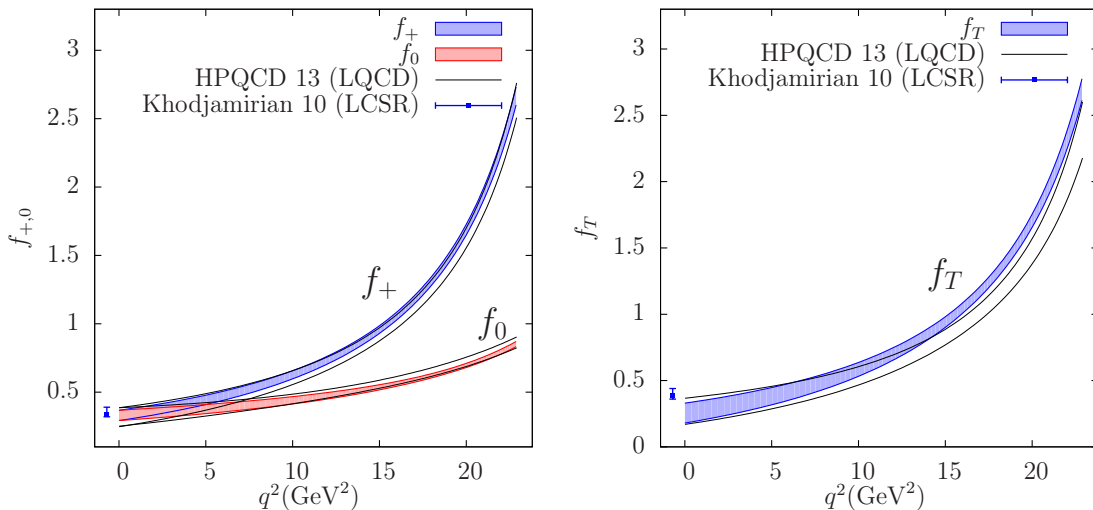 f+
f0
HPQCD 13 (LQCD)
Khodjamirian 10 (LCSR)
3
2.5
2
1.5
1
0.5
f+,0
f+
f0
0 5 10 15 20
q²(GeV²)
fT
HPQCD 13 (LQCD)
Khodjamirian 10 (LCSR)
3
2.5
2
1.5
1
0.5
0
fT
fT
0 5 10 15 20
q²(GeV²)